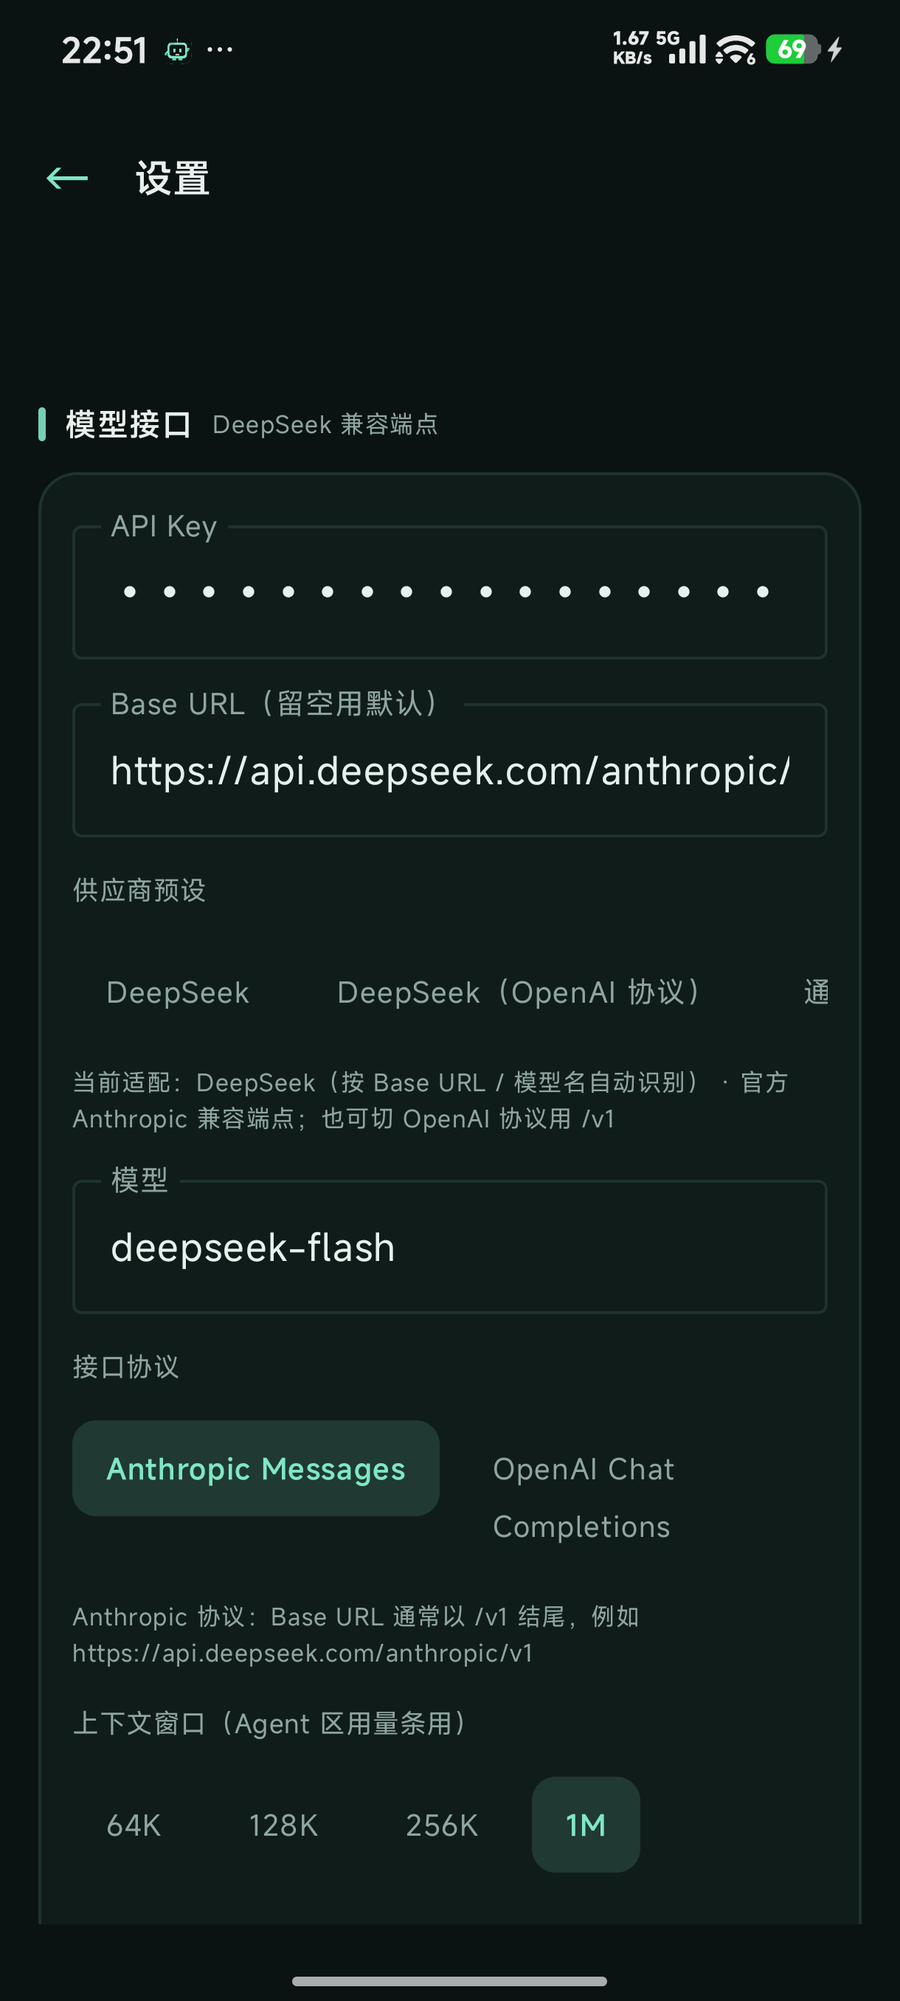 22:51 ···
1.67 KB/s 5G 6 69
设置
模型接口 DeepSeek 兼容端点
API Key
• • • • • • • • • • • • • • • • •
Base URL（留空用默认）
https://api.deepseek.com/anthropic/
供应商预设
DeepSeek DeepSeek（OpenAI 协议） 通
当前适配：DeepSeek（按 Base URL / 模型名自动识别） · 官方
Anthropic 兼容端点；也可切 OpenAI 协议用 /v1
模型
deepseek-flash
接口协议
Anthropic Messages
OpenAI Chat
Completions
Anthropic 协议：Base URL 通常以 /v1 结尾，例如
https://api.deepseek.com/anthropic/v1
上下文窗口（Agent 区用量条用）
64K 128K 256K 1M